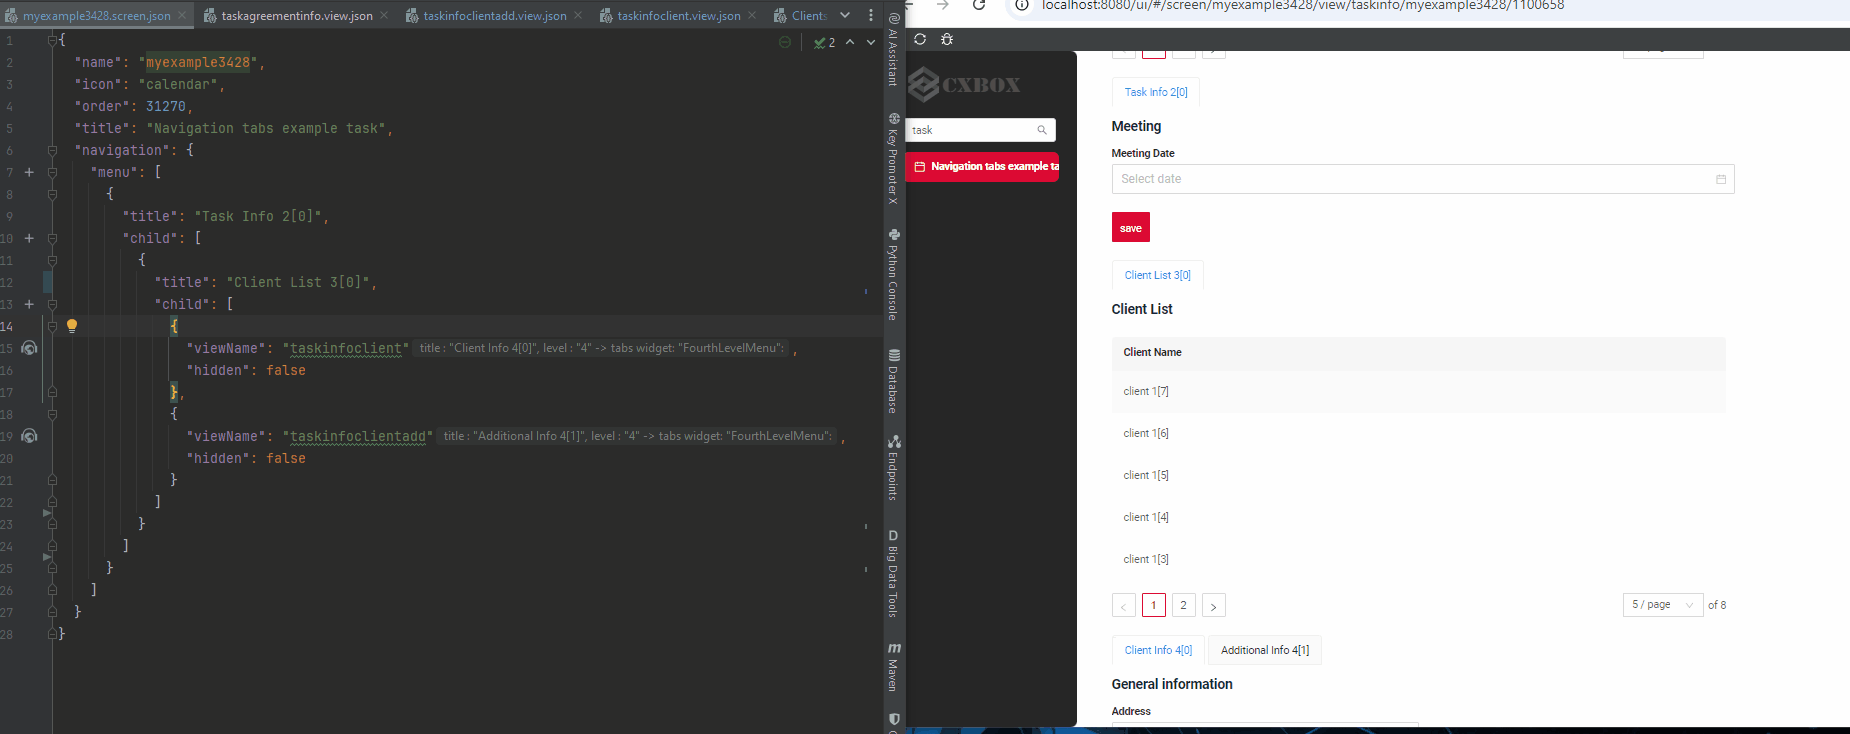 myexample3428.screen.json
taskagreementinfo.view.json
taskinfoclientadd.view.json
taskinfoclient.view.json
Clients
2
1 {
2 "name": "myexample3428",
3 "icon": "calendar",
4 "order": 31270,
5 "title": "Navigation tabs example task",
6 "navigation": {
7 "menu": [
8 {
9 "title": "Task Info 2[0]",
10 "child": [
11 {
12 "title": "Client List 3[0]",
13 "child": [
14 {
15 "viewName": "taskinfoclient" title : "Client Info 4[0]", level : "4" -> tabs widget: "FourthLevelMenu": ,
16 "hidden": false
17 },
18 {
19 "viewName": "taskinfoclientadd" title : "Additional Info 4[1]", level : "4" -> tabs widget: "FourthLevelMenu": ,
20 "hidden": false
21 }
22 ]
23 }
24 ]
25 }
26 ]
27 }
28 }
AI Assistant
Key Promoter X
Python Console
Database
Endpoints
D Big Data Tools
m Maven
localhost:8080/ui/#/screen/myexample3428/view/taskinfo/myexample3428/1100658
CXBOX
task
Navigation tabs example ta
Task Info 2[0]
Meeting
Meeting Date
Select date
save
Client List 3[0]
Client List
Client Name
client 1[7]
client 1[6]
client 1[5]
client 1[4]
client 1[3]
< 1 2 >
5 / page
of 8
Client Info 4[0]
Additional Info 4[1]
General information
Address